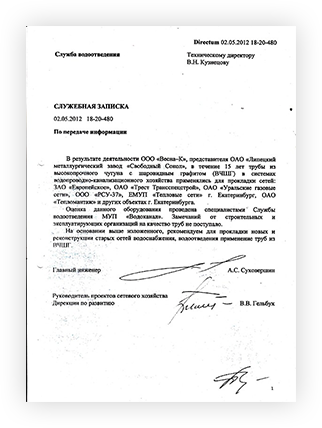 Directum 02.05.2012 18-20-480
Служба водоотведения
Техническому директору
В.Н. Кузнецову
СЛУЖЕБНАЯ ЗАПИСКА
02.05.2012 18-20-480
По передаче информации
В результате деятельности ООО «Весна-К», представителя ОАО «Липецкий
металлургический завод «Свободный Сокол», в течение 15 лет трубы из
высокопрочного чугуна с шаровидным графитом (ВЧШГ) в системах
водопроводно-канализационного хозяйства применялись для прокладки сетей:
ЗАО «Европейское», ОАО «Трест Трансспецстрой», ОАО «Уральские газовые
сети», ООО «РСУ-37», ЕМУП «Тепловые сети» г. Екатеринбург, ОАО
«Тепломонтаж» и других объектах г. Екатеринбурга.
Оценка данного оборудования проведена специалистами Службы
водоотведения МУП «Водоканал». Замечаний от строительных и
эксплуатирующих организаций на качество труб не поступало.
На основании выше изложенного, рекомендуем для прокладки новых и
реконструкции старых сетей водоснабжения, водоотведения применение труб из
ВЧШГ.
Главный инженер А.С. Суховершин
Руководитель проектов сетевого хозяйства
Дирекции по развитию В.В. Гельбук
1